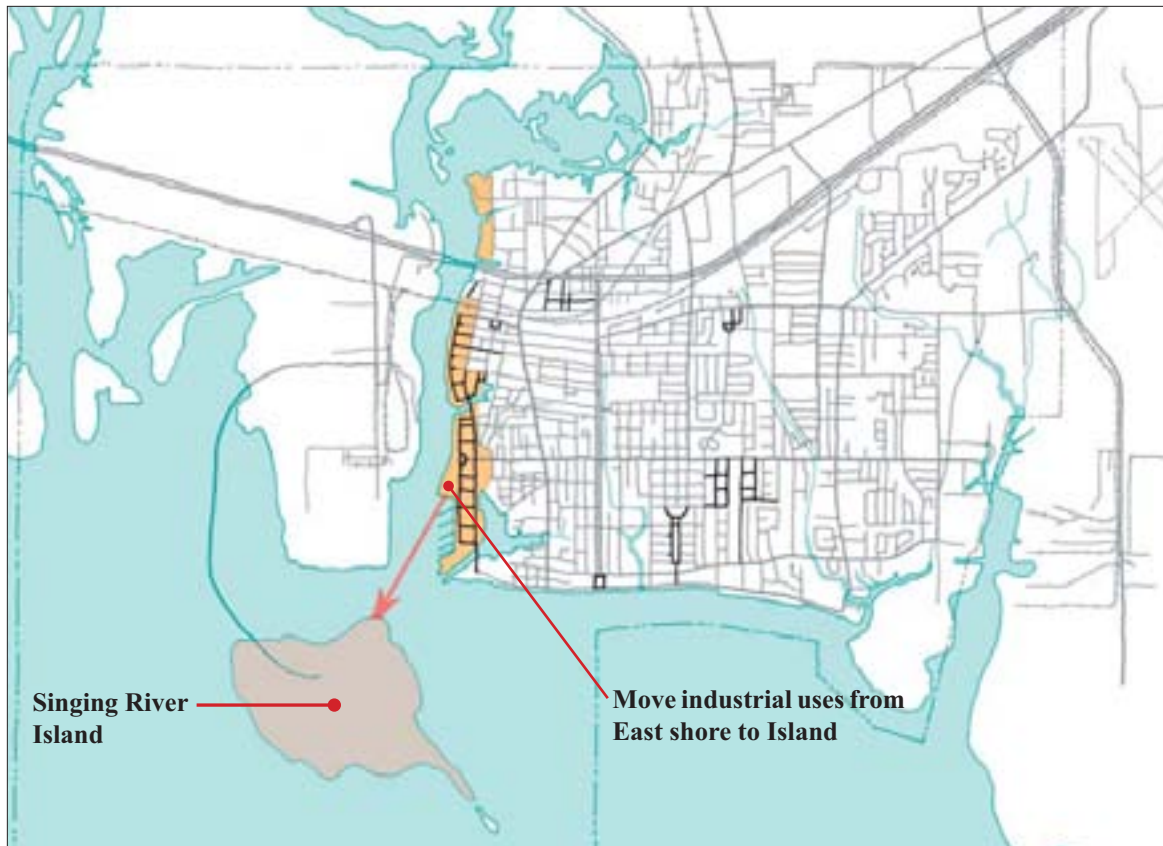 Singing River
Island
Move industrial uses from
East shore to Island